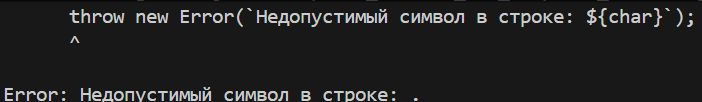 throw new Error(`Недопустимый символ в строке: ${char}`);
^
Error: Недопустимый символ в строке: .